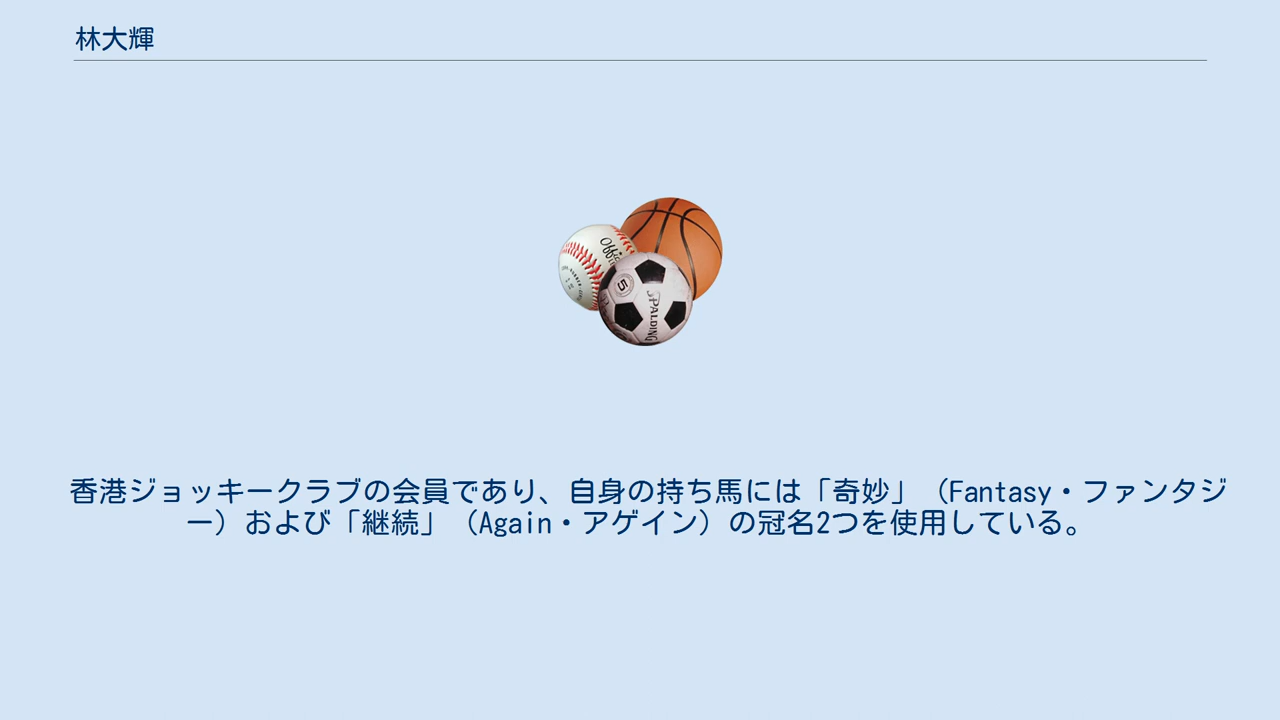 林大輝
Offi
5
SPALDING
香港ジョッキークラブの会員であり、自身の持ち馬には「奇妙」（Fantasy・ファンタジ
ー）および「継続」（Again・アゲイン）の冠名2つを使用している。